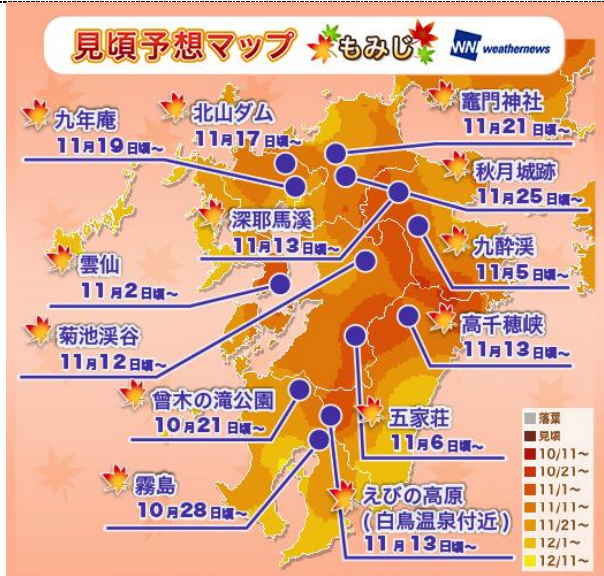 見頃予想マップ もみじ WN weathernews
九年庵
11月19日頃~
北山ダム
11月17日頃~
竈門神社
11月21日頃~
秋月城跡
11月25日頃~
深耶馬溪
11月13日頃~
九酔渓
11月5日頃~
雲仙
11月2日頃~
菊池渓谷
11月12日頃~
高千穂峡
11月13日頃~
曾木の滝公園
10月21日頃~
五家荘
11月6日頃~
霧島
10月28日頃~
えびの高原
(白鳥温泉付近)
11月13日頃~
落葉
見頃
10/11~
10/21~
11/1~
11/11~
11/21~
12/1~
12/11~